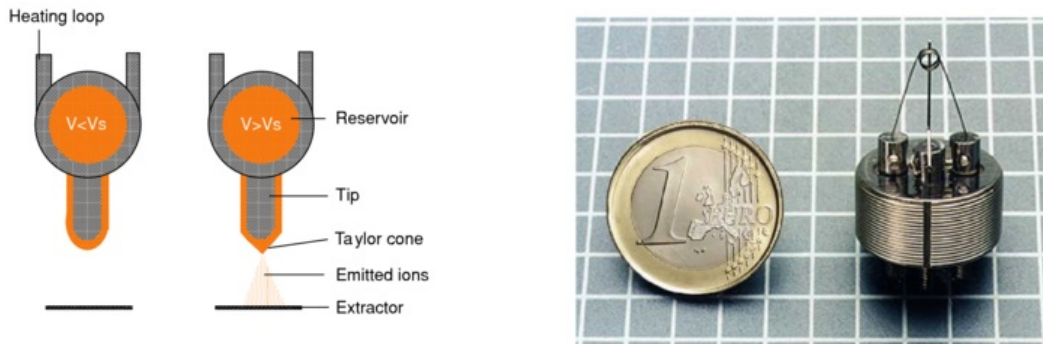 Heating loop
V<Vs
V>Vs
Reservoir
Tip
Taylor cone
Emitted ions
Extractor
1
EURO